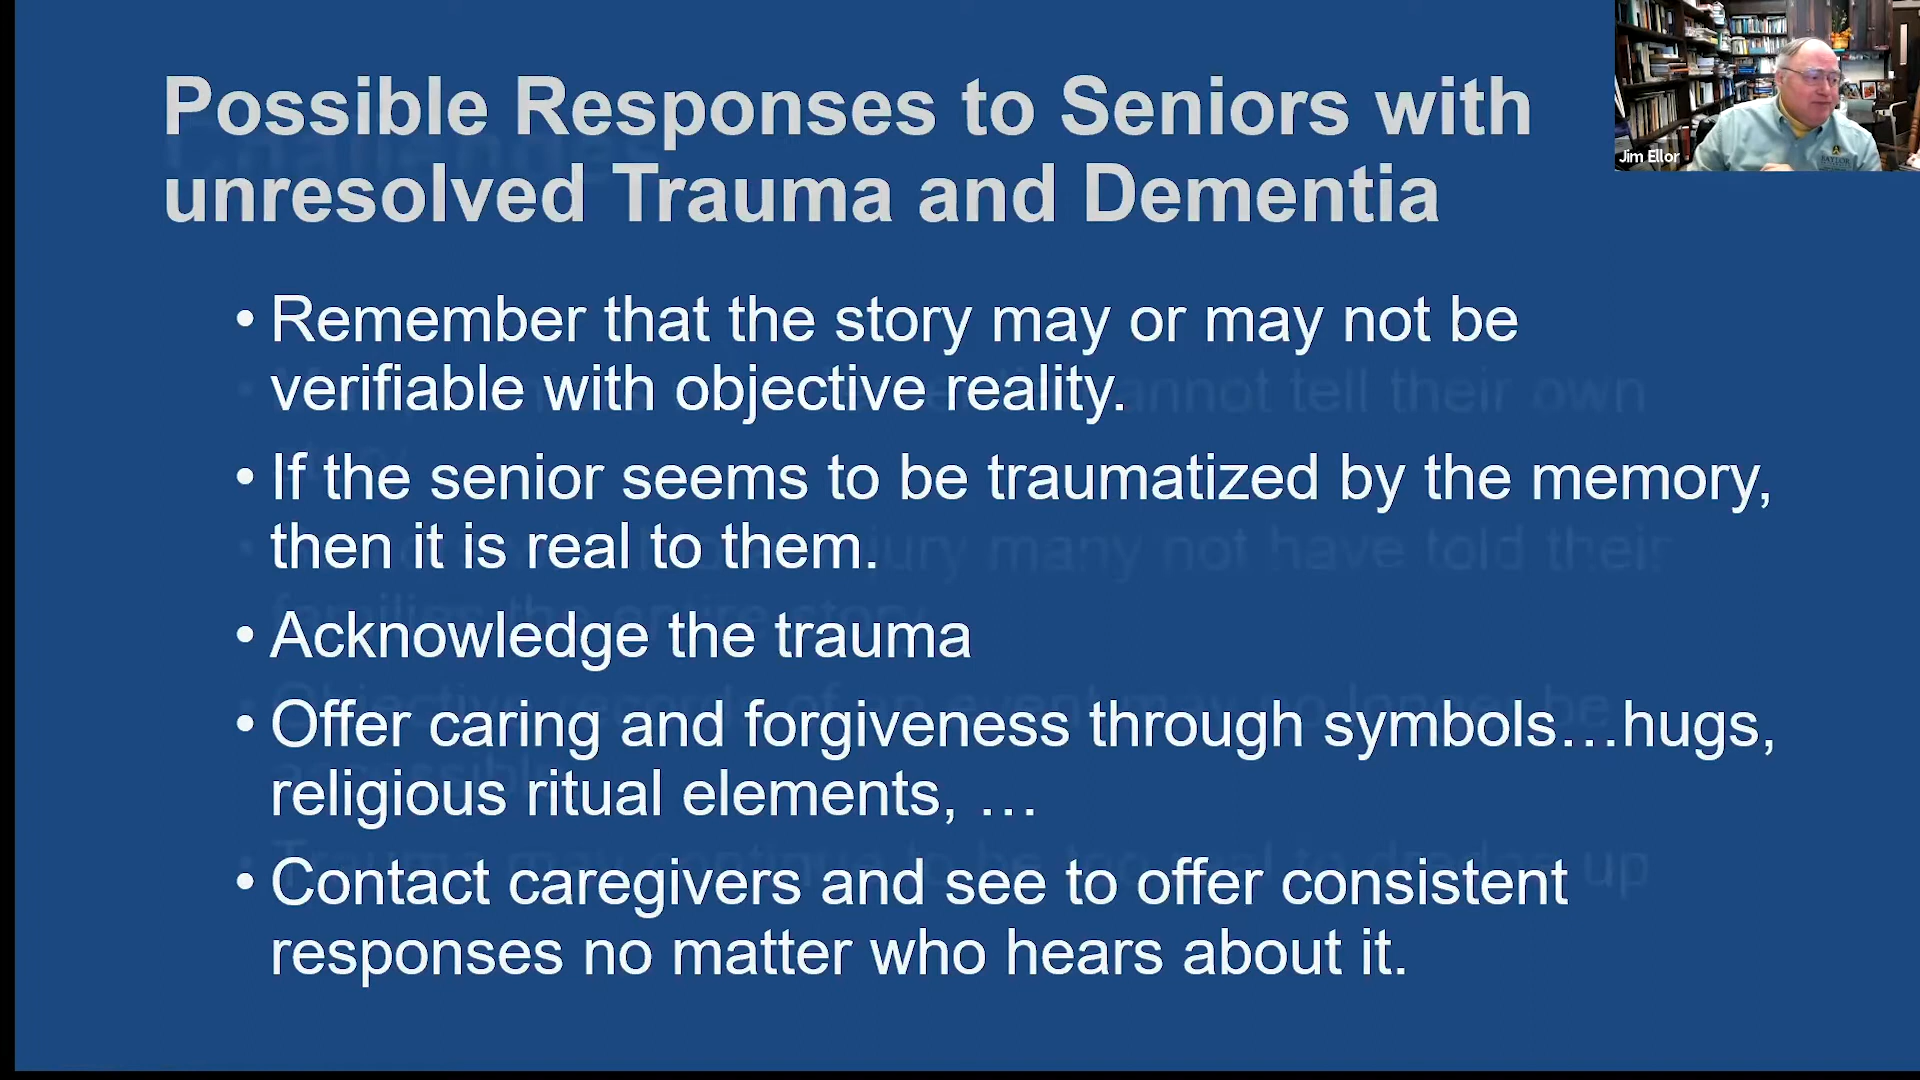 Possible Responses to Seniors with
unresolved Trauma and Dementia
• Remember that the story may or may not be
verifiable with objective reality.
• If the senior seems to be traumatized by the memory,
then it is real to them.
• Acknowledge the trauma
• Offer caring and forgiveness through symbols…hugs,
religious ritual elements, …
• Contact caregivers and see to offer consistent
responses no matter who hears about it.
Jim Ellor